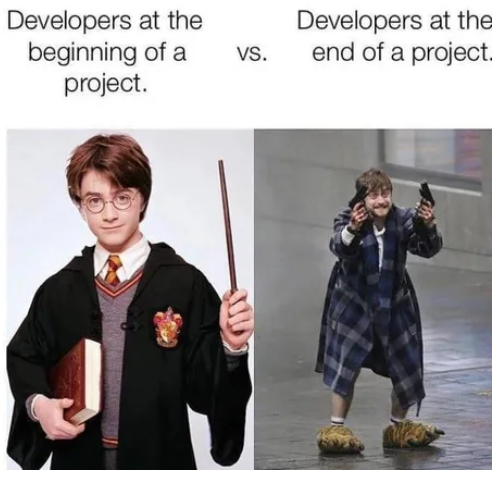 Developers at the
beginning of a
project.
vs.
Developers at the
end of a project.